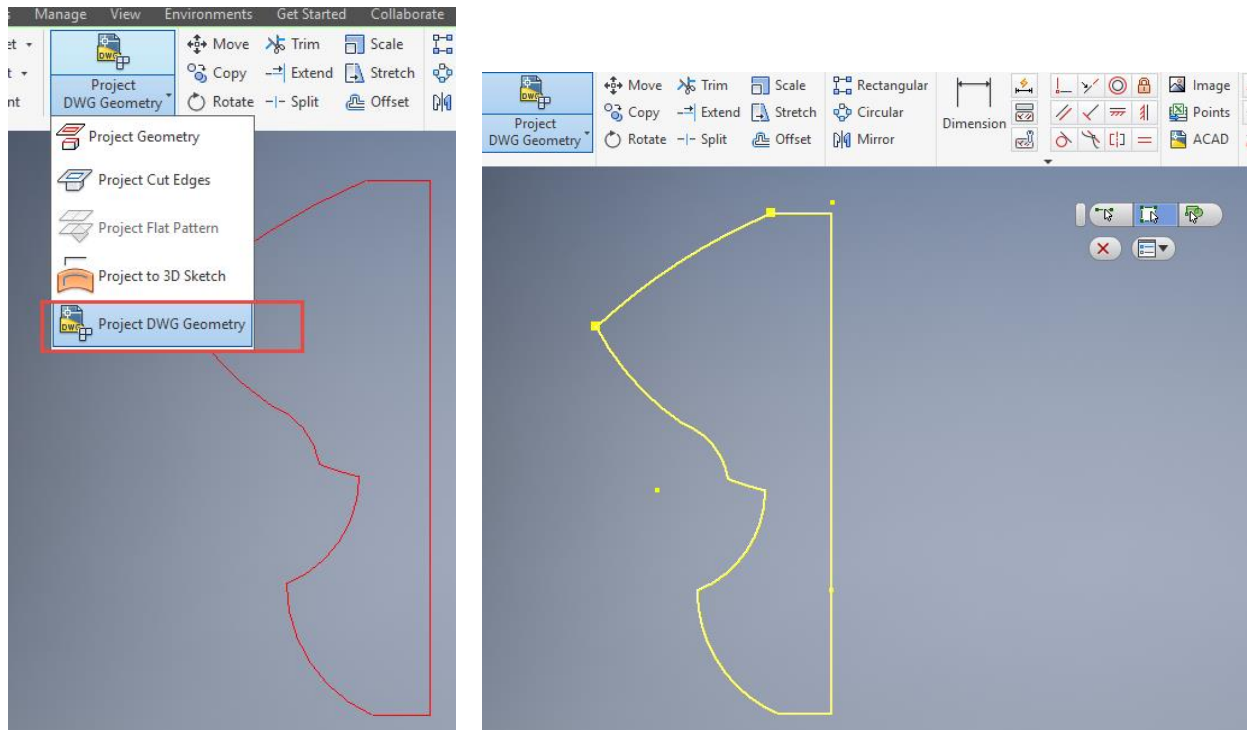 Manage View Environments Get Started Collaborate
Move Trim Scale
Project
DWG Geometry
Copy Extend Stretch
Rotate Split Offset
Project Geometry
Project Cut Edges
Project Flat Pattern
Project to 3D Sketch
Project DWG Geometry
DWG
Project
DWG Geometry
Move Trim Scale Rectangular
Copy Extend Stretch Circular
Rotate Split Offset Mirror
Dimension
Image
Points
ACAD